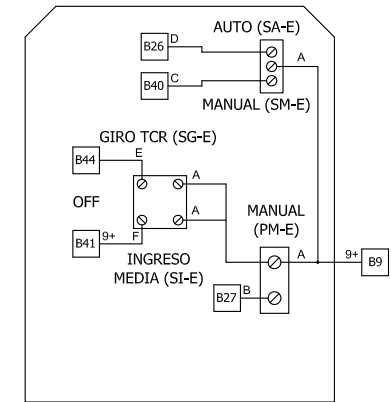 AUTO (SA-E)
B26 D
A
B40 C
MANUAL (SM-E)
GIRO TCR (SG-E)
B44 E
A
OFF
A
MANUAL
(PM-E)
B41 9+ F
INGRESO
MEDIA (SI-E)
A 9+ B9
B27 B